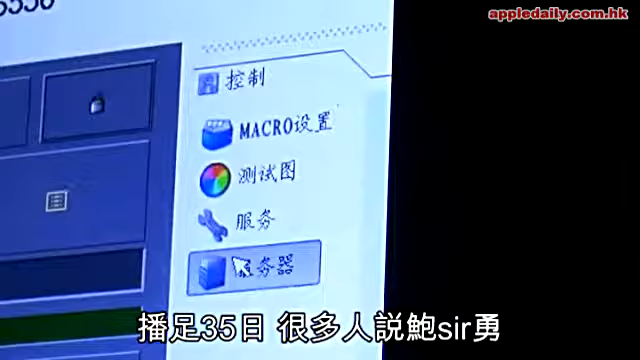 appledaily.com.hk
控制
MACRO设置
测试图
服务
务器
播足35日 很多人説鮑sir勇